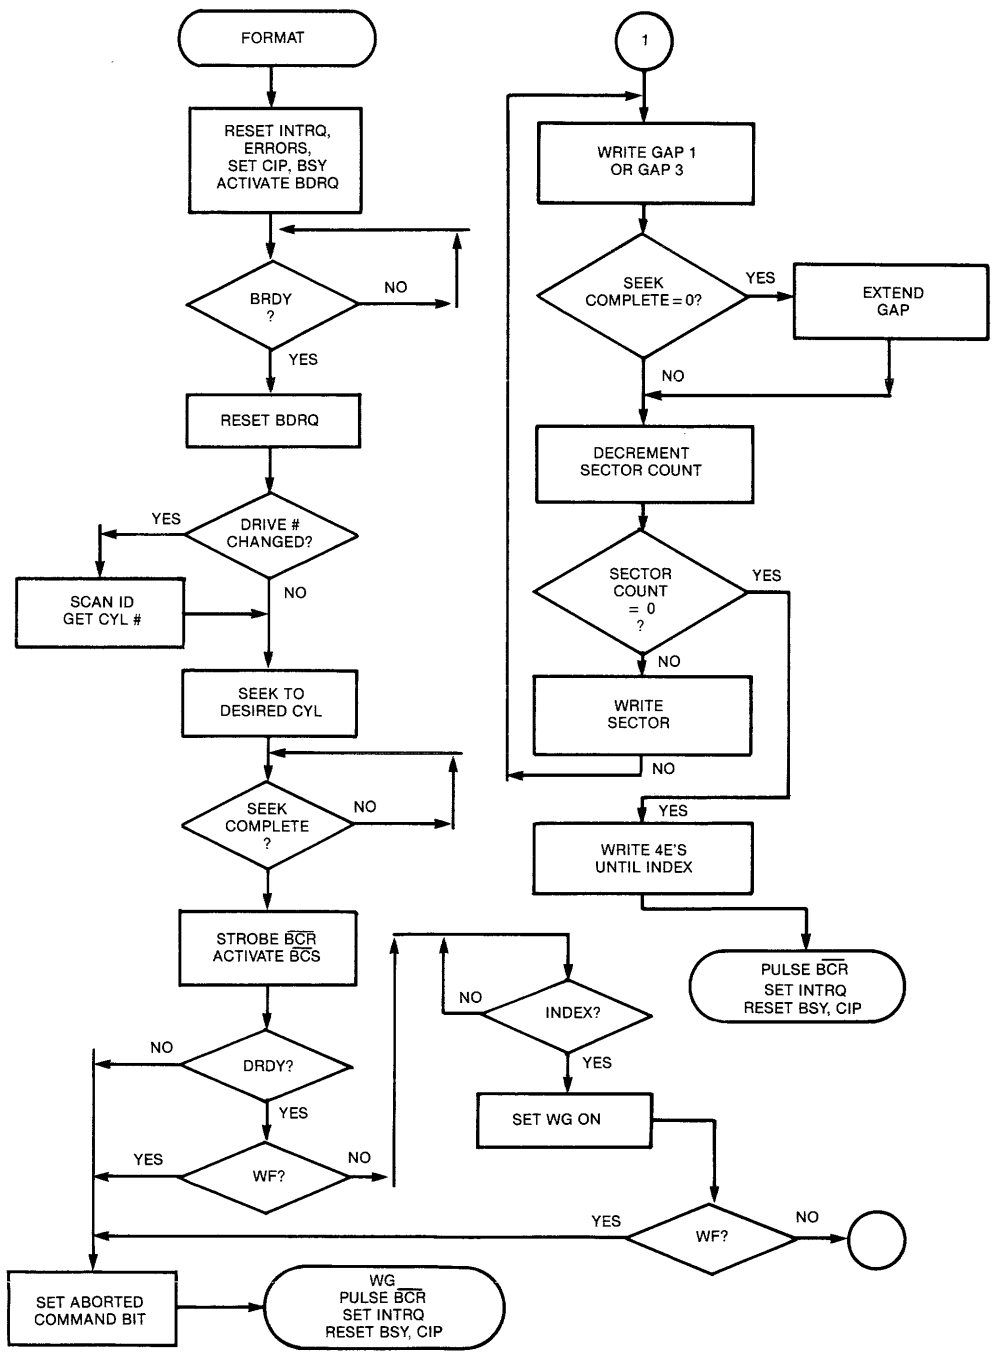 FORMAT
RESET INTRQ,
ERRORS,
SET CIP, BSY
ACTIVATE BDRQ
BRDY
?
NO
YES
RESET BDRQ
DRIVE #
CHANGED?
YES
NO
SCAN ID
GET CYL #
SEEK TO
DESIRED CYL
SEEK
COMPLETE
?
NO
STROBE B̅C̅R̅
ACTIVATE B̅C̅S̅
DRDY?
NO
YES
WF?
YES
NO
SET ABORTED
COMMAND BIT
WG
PULSE B̅C̅R̅
SET INTRQ
RESET BSY, CIP
INDEX?
NO
YES
SET WG ON
WF?
YES
NO
1
WRITE GAP 1
OR GAP 3
SEEK
COMPLETE = 0?
YES
NO
EXTEND
GAP
DECREMENT
SECTOR COUNT
SECTOR
COUNT
= 0
?
YES
NO
WRITE
SECTOR
NO
YES
WRITE 4E'S
UNTIL INDEX
PULSE B̅C̅R̅
SET INTRQ
RESET BSY, CIP